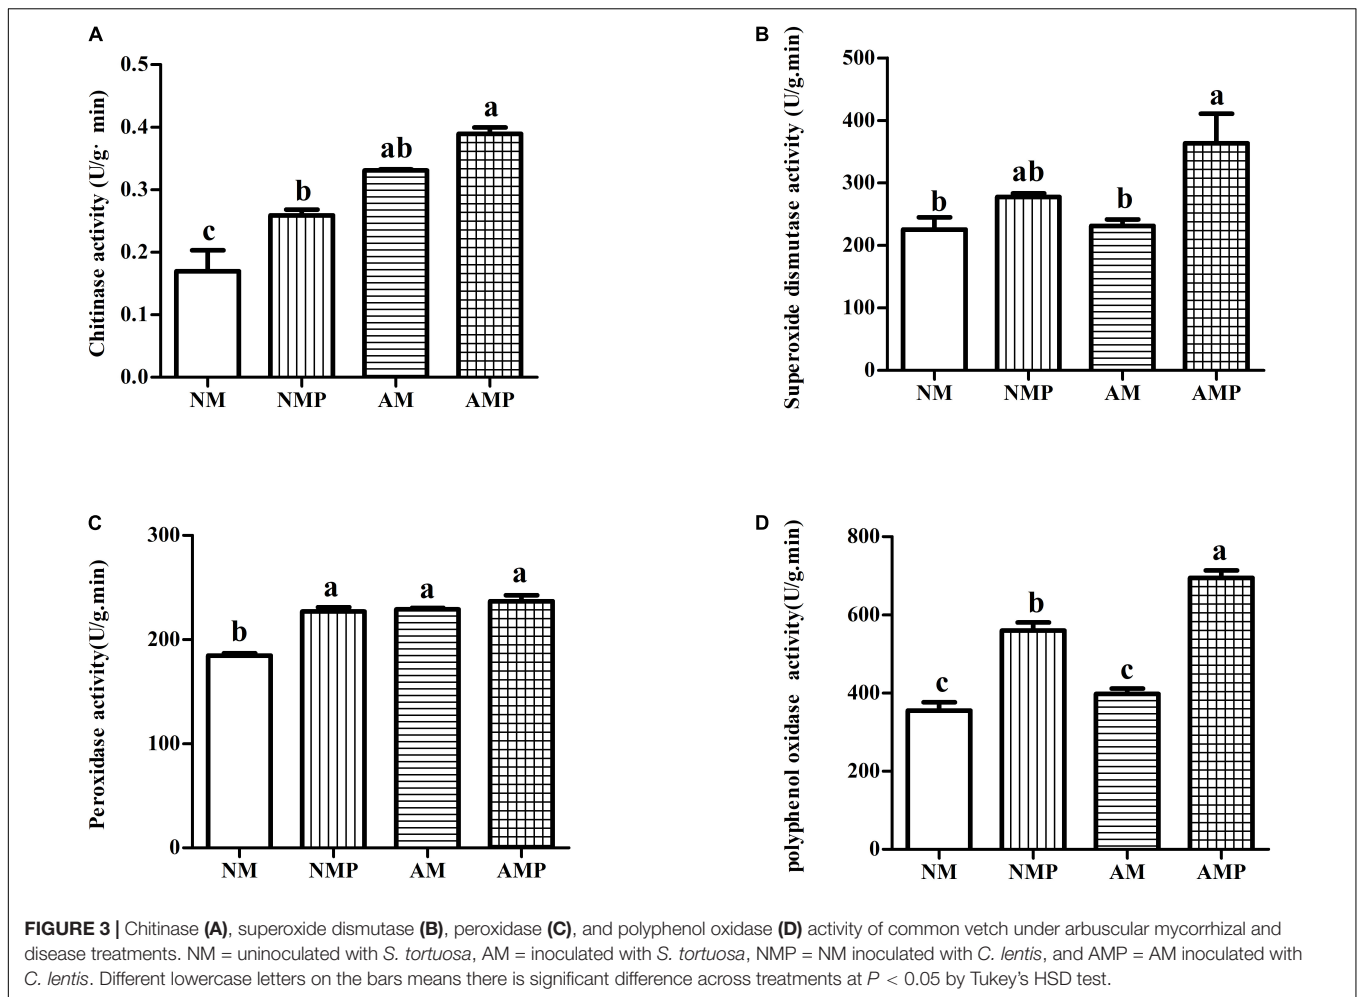 A
Chitinase activity (U/g· min)
0.5
0.4
0.3
0.2
0.1
0.0
c
b
ab
a
NM NMP AM AMP
B
Superoxide dismutase activity (U/g.min)
500
400
300
200
100
0
b
ab
b
a
NM NMP AM AMP
C
Peroxidase activity(U/g.min)
300
200
100
0
b
a
a
a
NM NMP AM AMP
D
polyphenol oxidase activity(U/g.min)
800
600
400
200
0
c
b
c
a
NM NMP AM AMP
FIGURE 3 | Chitinase (A), superoxide dismutase (B), peroxidase (C), and polyphenol oxidase (D) activity of common vetch under arbuscular mycorrhizal and
disease treatments. NM = uninoculated with S. tortuosa, AM = inoculated with S. tortuosa, NMP = NM inoculated with C. lentis, and AMP = AM inoculated with
C. lentis. Different lowercase letters on the bars means there is significant difference across treatments at P < 0.05 by Tukey's HSD test.